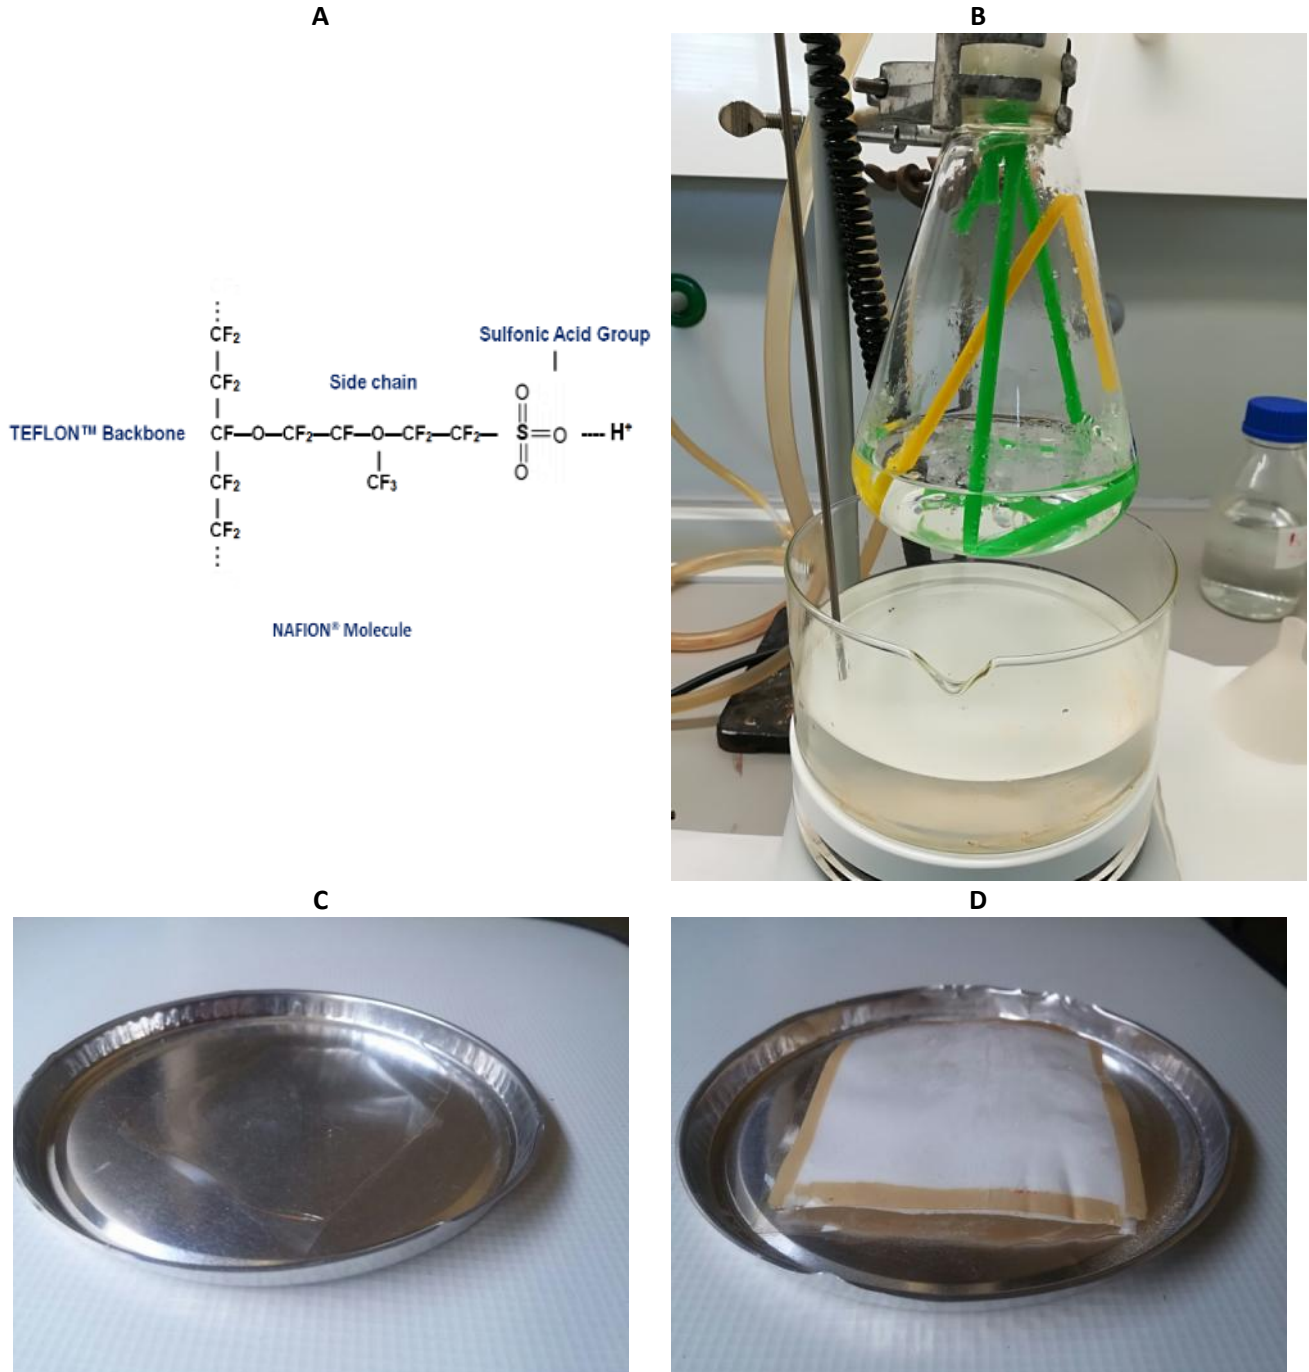 A
B
Sulfonic Acid Group
CF₂
CF₂
Side chain
O
TEFLON™ Backbone
CF—O—CF₂—CF—O—CF₂—CF₂—
S=O ---- H⁺
O
CF₂
CF₃
CF₂
NAFION® Molecule
C
D